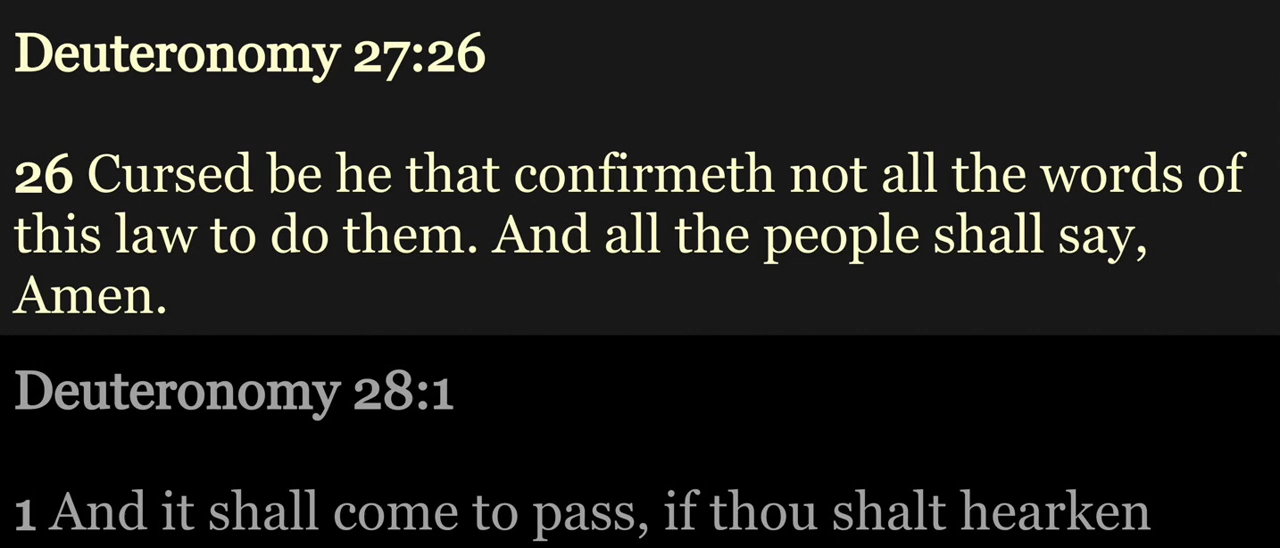 Deuteronomy 27:26
26 Cursed be he that confirmeth not all the words of
this law to do them. And all the people shall say,
Amen.
Deuteronomy 28:1
1 And it shall come to pass, if thou shalt hearken